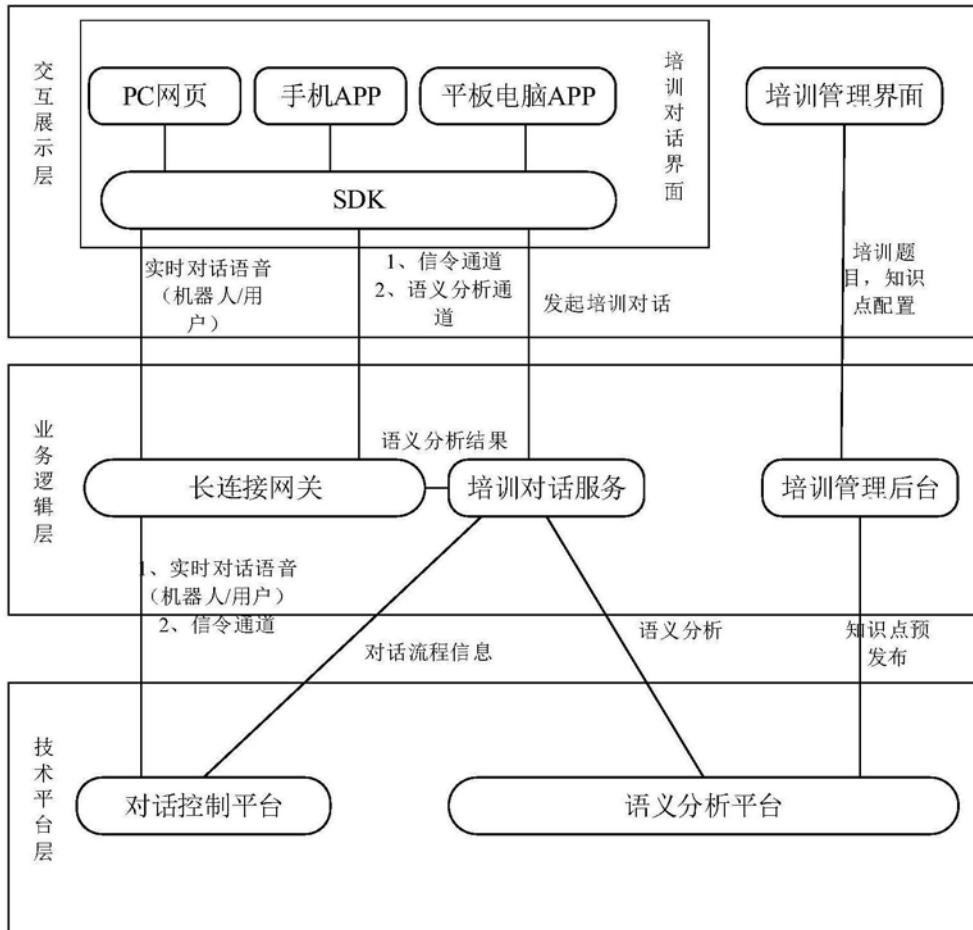 交互展示层
PC网页
手机APP
平板电脑APP
培训对话界面
培训管理界面
SDK
实时对话语音
（机器人/用
户）
1、信令通道
2、语义分析通
道
发起培训对话
培训题
目，知识
点配置
业务逻辑层
语义分析结果
长连接网关
培训对话服务
培训管理后台
1、实时对话语音
（机器人/用户）
2、信令通道
对话流程信息
语义分析
知识点预
发布
技术平台层
对话控制平台
语义分析平台